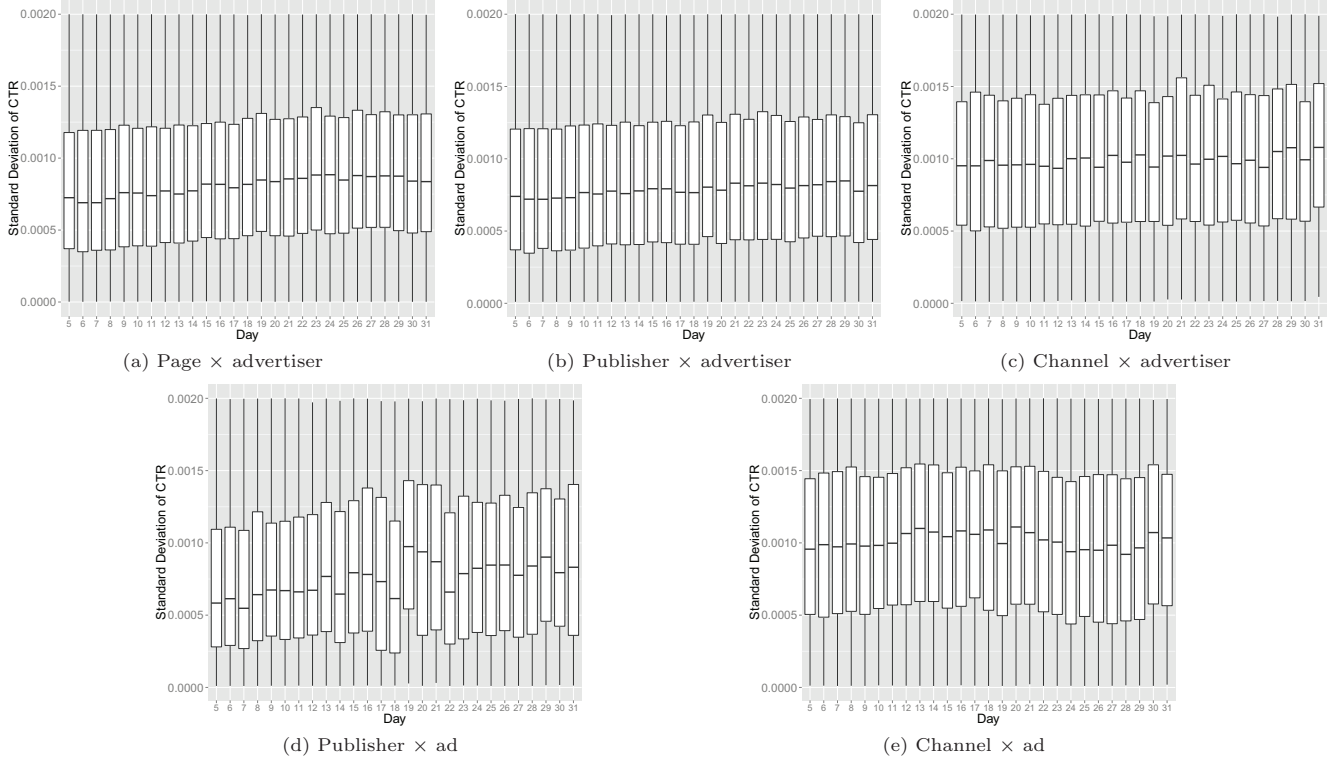 0.0020
0.0015
0.0010
0.0005
0.0000
Standard Deviation of CTR
5 6 7 8 9 10 11 12 13 14 15 16 17 18 19 20 21 22 23 24 25 26 27 28 29 30 31
Day
(a) Page × advertiser
0.0020
0.0015
0.0010
0.0005
0.0000
Standard Deviation of CTR
5 6 7 8 9 10 11 12 13 14 15 16 17 18 19 20 21 22 23 24 25 26 27 28 29 30 31
Day
(b) Publisher × advertiser
0.0020
0.0015
0.0010
0.0005
0.0000
Standard Deviation of CTR
5 6 7 8 9 10 11 12 13 14 15 16 17 18 19 20 21 22 23 24 25 26 27 28 29 30 31
Day
(c) Channel × advertiser
0.0020
0.0015
0.0010
0.0005
0.0000
Standard Deviation of CTR
5 6 7 8 9 10 11 12 13 14 15 16 17 18 19 20 21 22 23 24 25 26 27 28 29 30 31
Day
(d) Publisher × ad
0.0020
0.0015
0.0010
0.0005
0.0000
Standard Deviation of CTR
5 6 7 8 9 10 11 12 13 14 15 16 17 18 19 20 21 22 23 24 25 26 27 28 29 30 31
Day
(e) Channel × ad